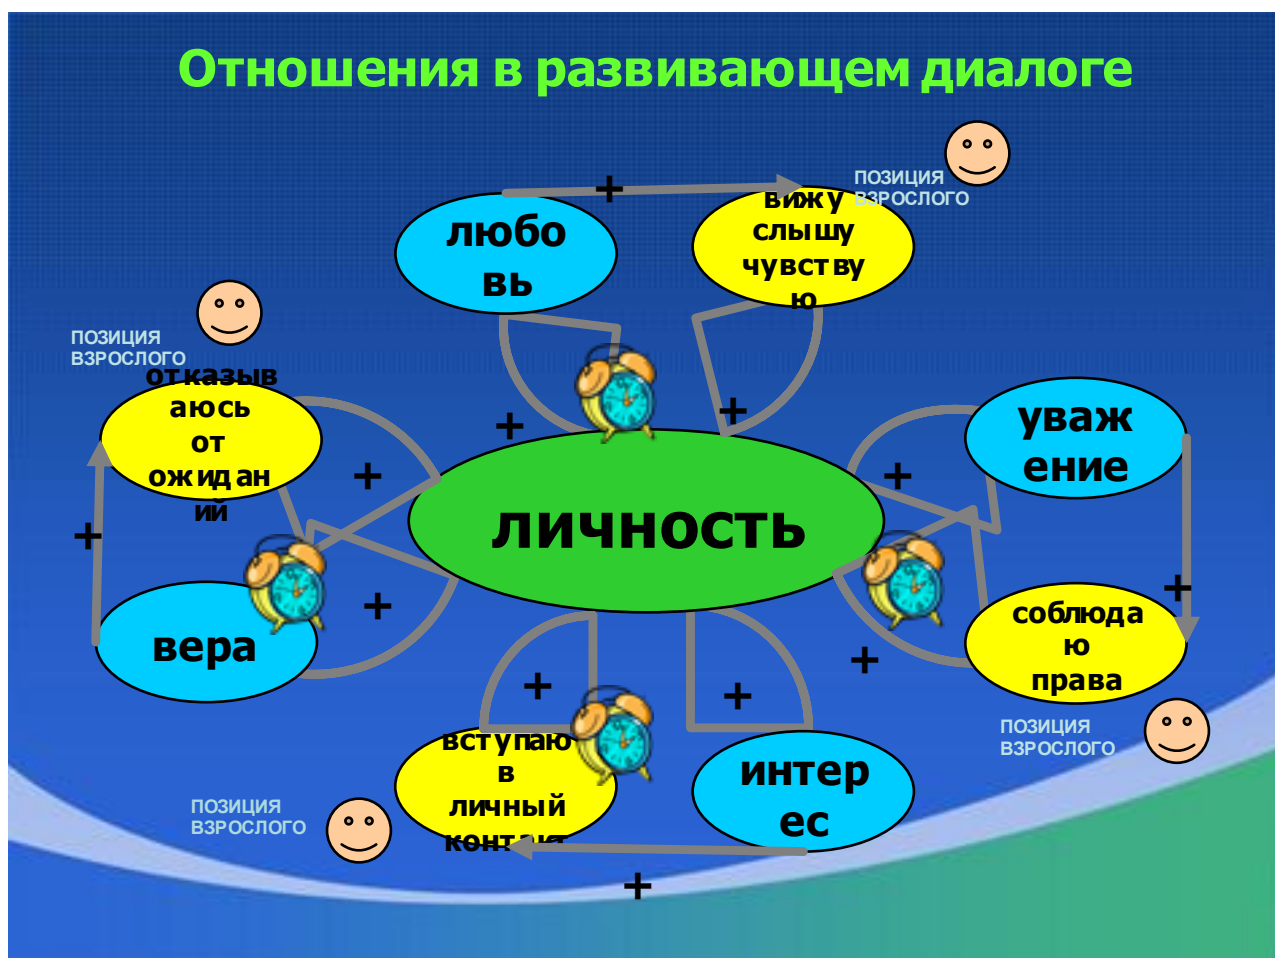 Отношения в развивающем диалоге
+
ПОЗИЦИЯ
ВЗРОСЛОГО
любо
вь
вижу
слышу
чувству
ю
ПОЗИЦИЯ
ВЗРОСЛОГО
отказыв
аюсь
от
ожидан
ий
+
+
уваж
ение
+
+
+
личность
+
+
вера
+
соблюда
ю
права
+
+
+
ПОЗИЦИЯ
ВЗРОСЛОГО
вступаю
в
личный
контакт
интер
ес
ПОЗИЦИЯ
ВЗРОСЛОГО
+